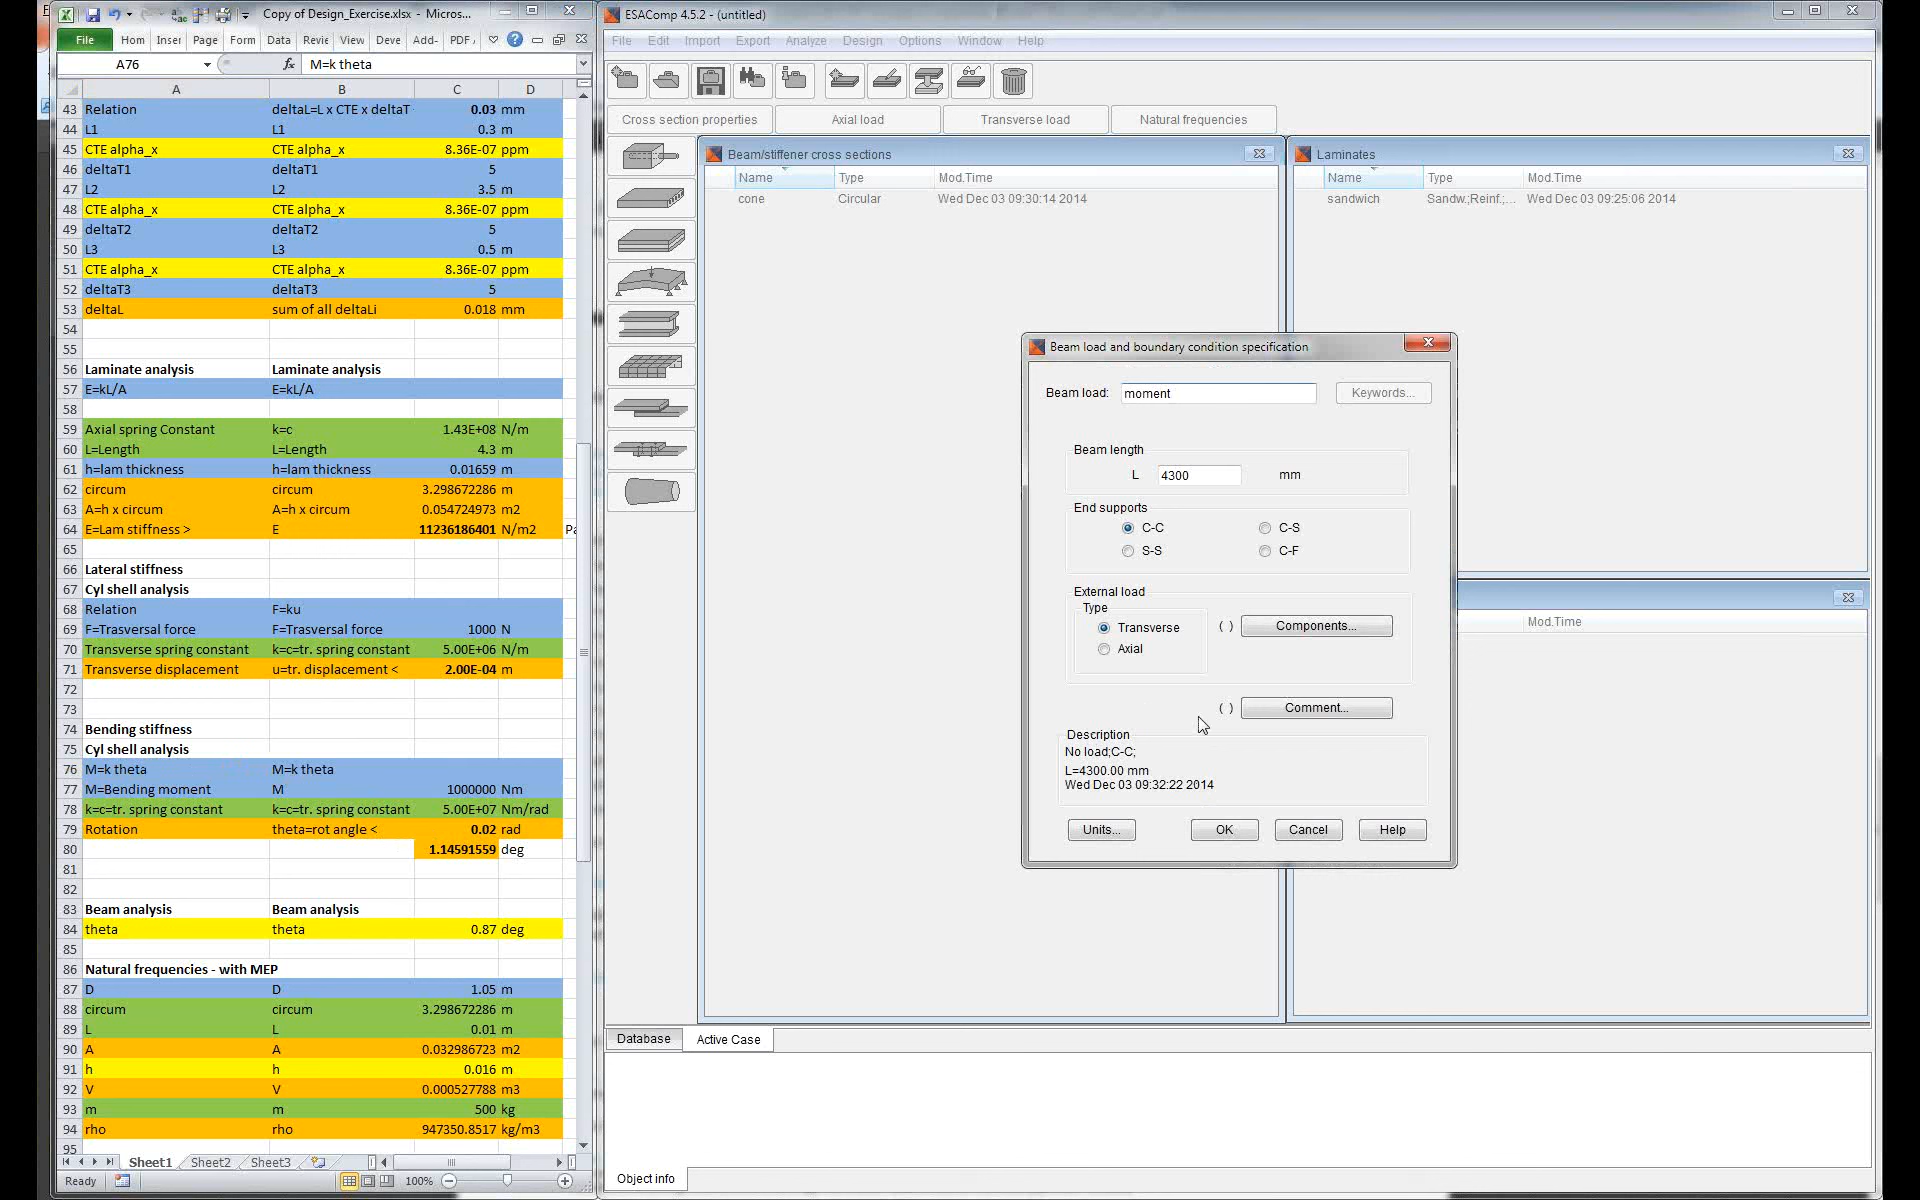 Copy of Design_Exercise.xlsx - Micros...
File Hom Inser Page Form Data Revie View Deve Add- PDF
A76 fx M=k theta
A B C D
43 Relation deltaL=L x CTE x deltaT 0.03 mm
44 L1 L1 0.3 m
45 CTE alpha_x CTE alpha_x 8.36E-07 ppm
46 deltaT1 deltaT1 5
47 L2 L2 3.5 m
48 CTE alpha_x CTE alpha_x 8.36E-07 ppm
49 deltaT2 deltaT2 5
50 L3 L3 0.5 m
51 CTE alpha_x CTE alpha_x 8.36E-07 ppm
52 deltaT3 deltaT3 5
53 deltaL sum of all deltaLi 0.018 mm
54
55
56 Laminate analysis Laminate analysis
57 E=kL/A E=kL/A
58
59 Axial spring Constant k=c 1.43E+08 N/m
60 L=Length L=Length 4.3 m
61 h=lam thickness h=lam thickness 0.01659 m
62 circum circum 3.298672286 m
63 A=h x circum A=h x circum 0.054724973 m2
64 E=Lam stiffness > E 11236186401 N/m2 Pa
65
66 Lateral stiffness
67 Cyl shell analysis
68 Relation F=ku
69 F=Trasversal force F=Trasversal force 1000 N
70 Transverse spring constant k=c=tr. spring constant 5.00E+06 N/m
71 Transverse displacement u=tr. displacement < 2.00E-04 m
72
73
74 Bending stiffness
75 Cyl shell analysis
76 M=k theta M=k theta
77 M=Bending moment M 1000000 Nm
78 k=c=tr. spring constant k=c=tr. spring constant 5.00E+07 Nm/rad
79 Rotation theta=rot angle < 0.02 rad
80 1.14591559 deg
81
82
83 Beam analysis Beam analysis
84 theta theta 0.87 deg
85
86 Natural frequencies - with MEP
87 D D 1.05 m
88 circum circum 3.298672286 m
89 L L 0.01 m
90 A A 0.032986723 m2
91 h h 0.016 m
92 V V 0.000527788 m3
93 m m 500 kg
94 rho rho 947350.8517 kg/m3
95
Sheet1 Sheet2 Sheet3
Ready 100%
ESAComp 4.5.2 - (untitled)
File Edit Import Export Analyze Design Options Window Help
Cross section properties Axial load Transverse load Natural frequencies
Beam/stiffener cross sections
Name Type Mod.Time
cone Circular Wed Dec 03 09:30:14 2014
Laminates
Name Type Mod.Time
sandwich Sandw.;Reinf.;... Wed Dec 03 09:25:06 2014
Mod.Time
Beam load and boundary condition specification
Beam load: moment Keywords...
Beam length
L 4300 mm
End supports
C-C C-S
S-S C-F
External load
Type
Transverse ( ) Components...
Axial
( ) Comment...
Description
No load;C-C;
L=4300.00 mm
Wed Dec 03 09:32:22 2014
Units... OK Cancel Help
Database Active Case
Object info